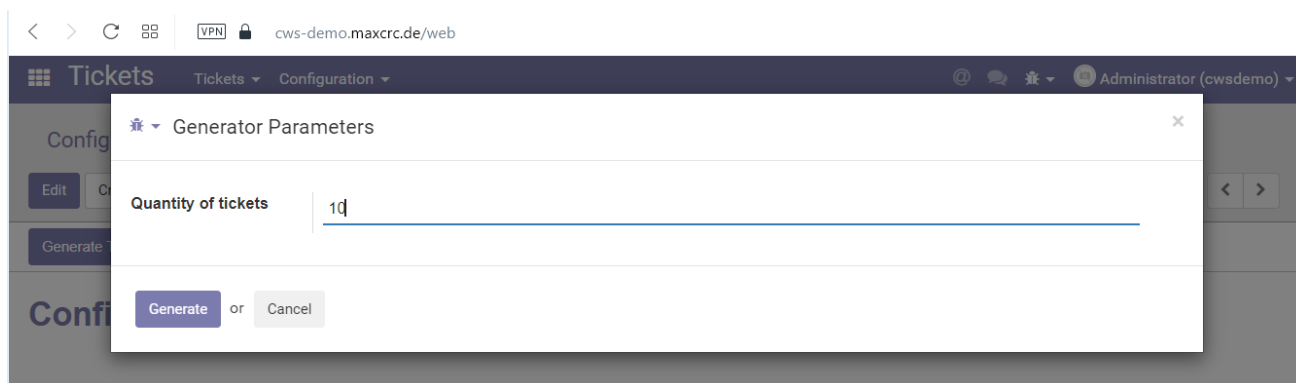 VPN cws-demo.maxcrc.de/web
Tickets Tickets Configuration @ Administrator (cwsdemo)
Generator Parameters ×
Config
Edit Cr
Quantity of tickets 10
Generate T
Generate or Cancel
Confi